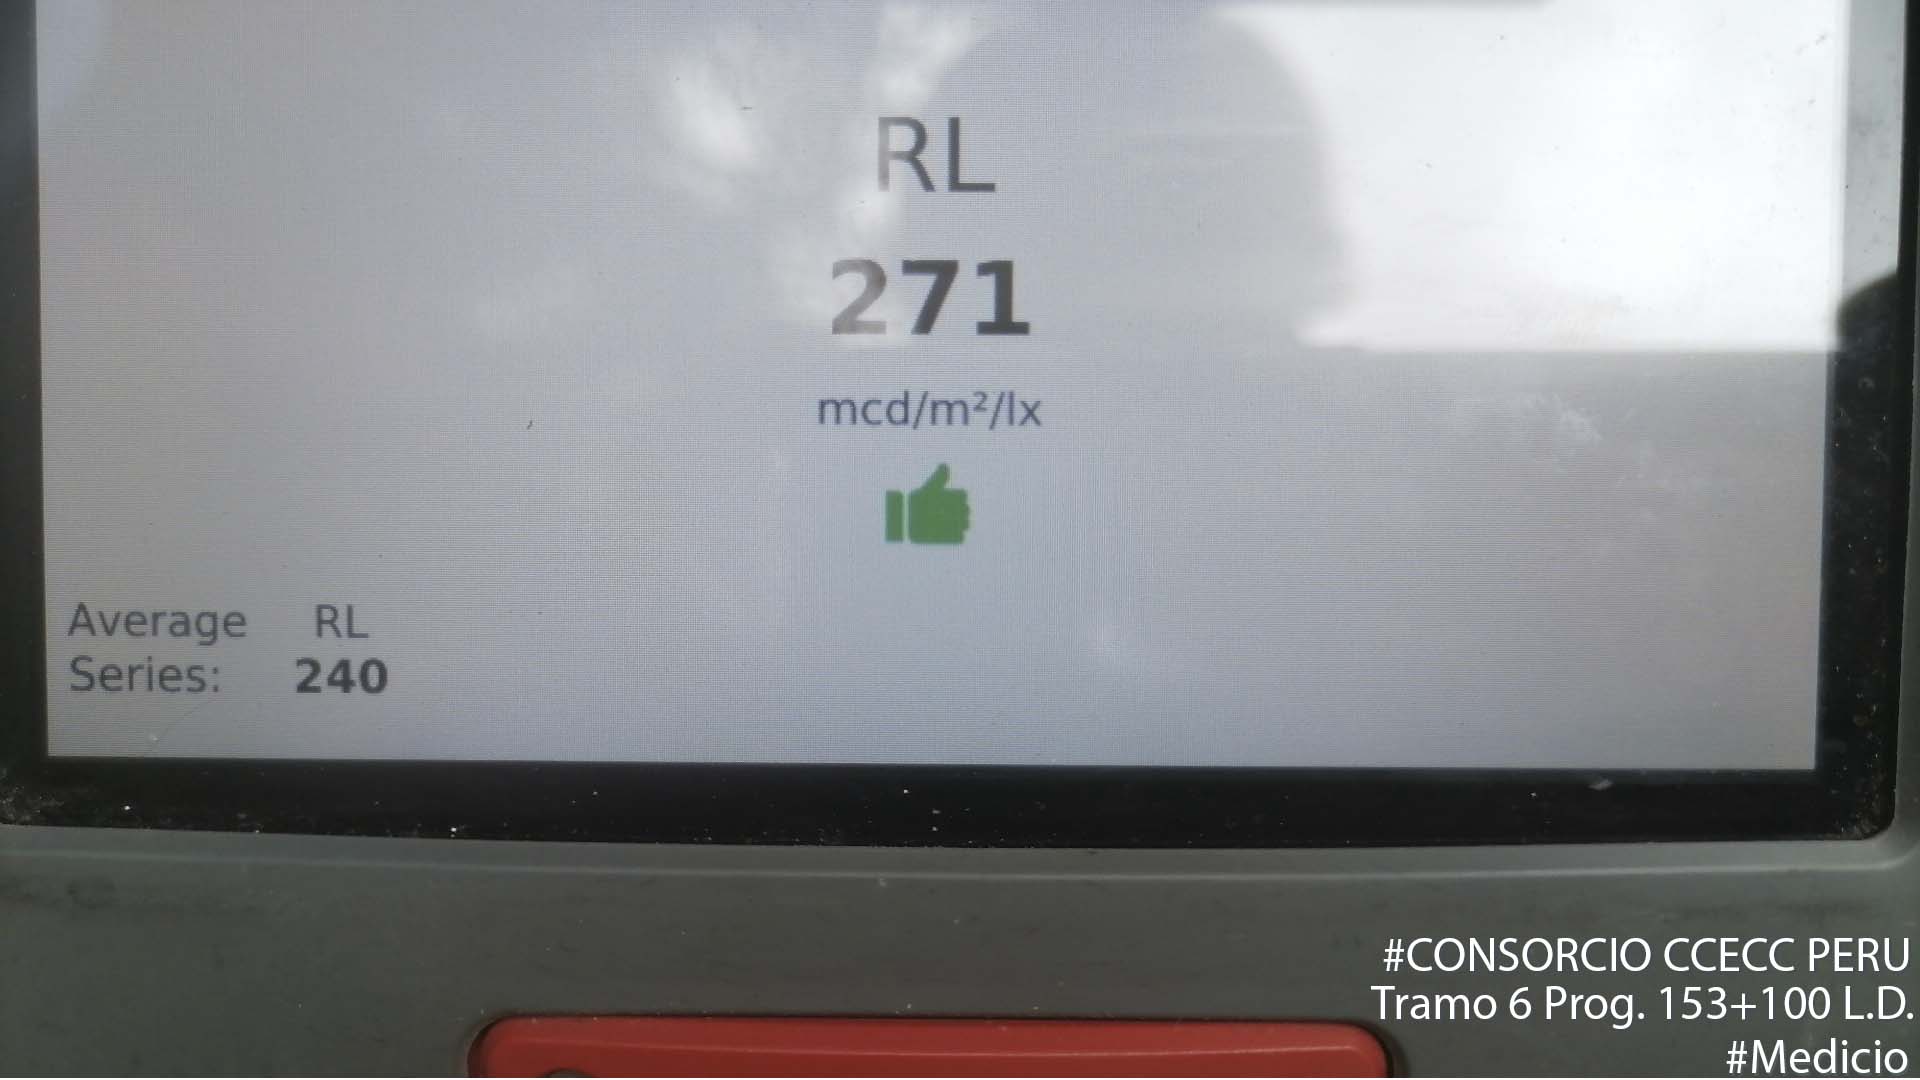 RL
271
mcd/m²/lx
Average RL
Series: 240
#CONSORCIO CCECC PERU
Tramo 6 Prog. 153+100 L.D.
#Medicio